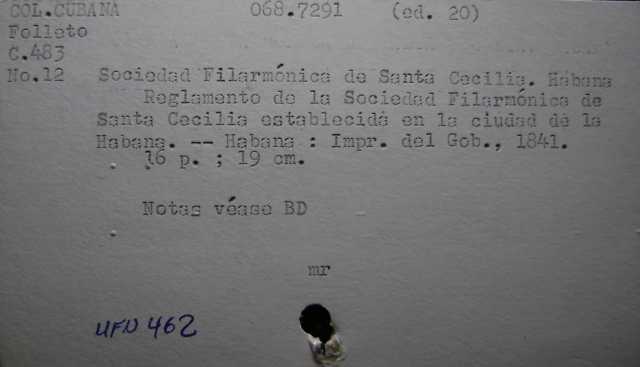 COL.CUBANA 068.7291 (ed. 20)
Folleto
C.483
No.12 Sociedad Filarmónica de Santa Cecilia. Habana
Reglamento de la Sociedad Filarmónica de
Santa Cecilia establecida en la ciudad de la
Habana. -- Habana : Impr. del Gob., 1841.
16 p. ; 19 cm.
Notas véase BD
mr
MFN 462